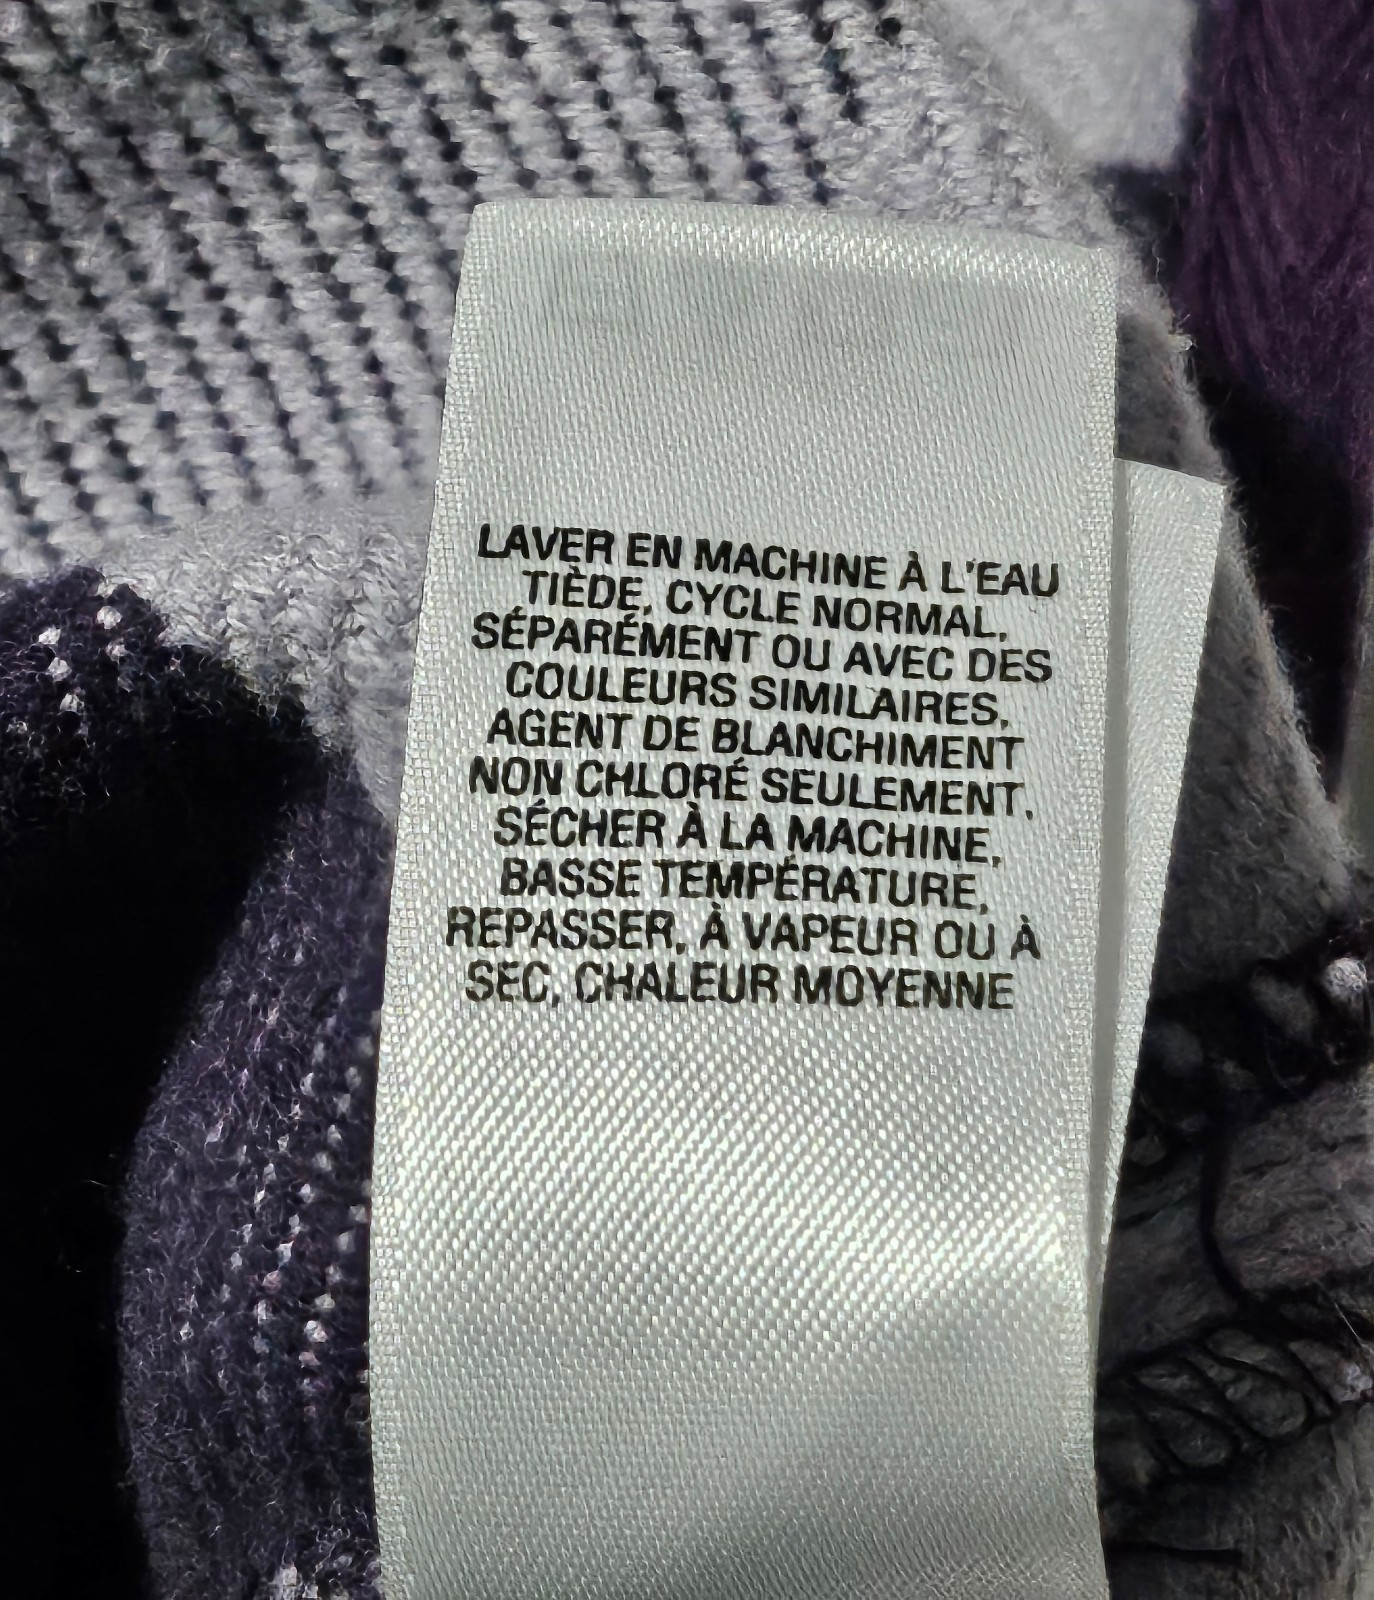 LAVER EN MACHINE À L'EAU
TIÈDE, CYCLE NORMAL,
SÉPARÉMENT OU AVEC DES
COULEURS SIMILAIRES,
AGENT DE BLANCHIMENT
NON CHLORÉ SEULEMENT,
SÉCHER À LA MACHINE,
BASSE TEMPÉRATURE,
REPASSER, À VAPEUR OU À
SEC, CHALEUR MOYENNE